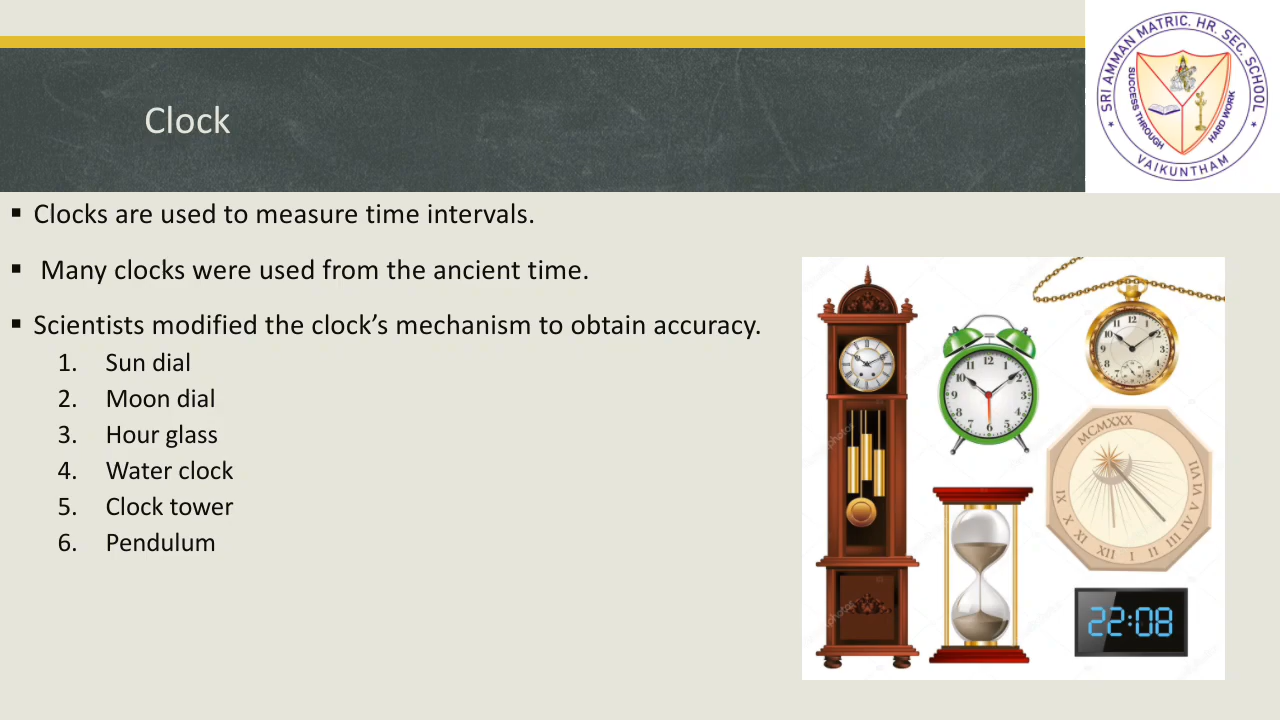 Clock
SRI AMMAN MATRIC. HR. SEC. SCHOOL
SUCCESS THROUGH
HARD WORK
VAIKUNTHAM
▪ Clocks are used to measure time intervals.
▪ Many clocks were used from the ancient time.
▪ Scientists modified the clock’s mechanism to obtain accuracy.
1. Sun dial
2. Moon dial
3. Hour glass
4. Water clock
5. Clock tower
6. Pendulum
MCMXXX
22:08